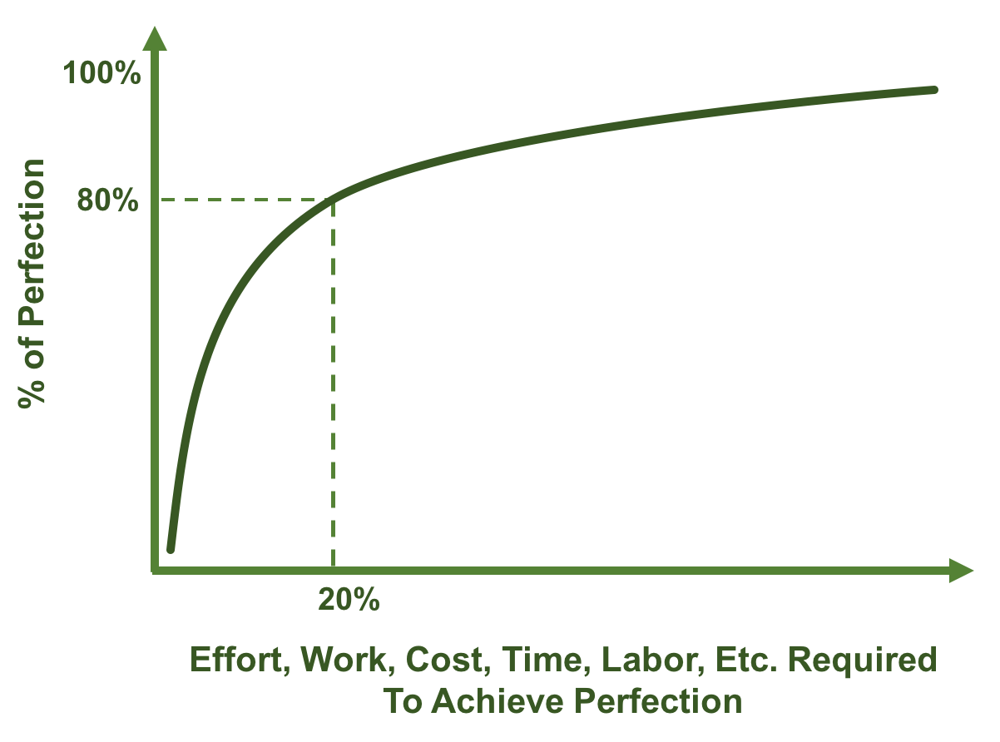 100%
80%
% of Perfection
20%
Effort, Work, Cost, Time, Labor, Etc. Required
To Achieve Perfection